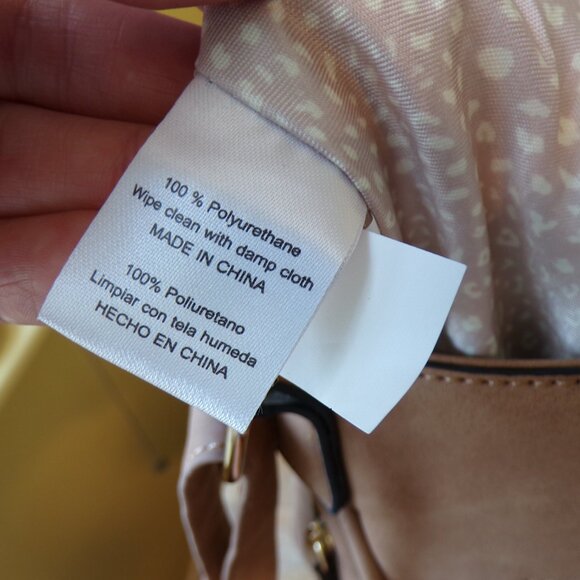 100 % Polyurethane
Wipe clean with damp cloth
MADE IN CHINA
100% Poliuretano
Limpiar con tela humeda
HECHO EN CHINA